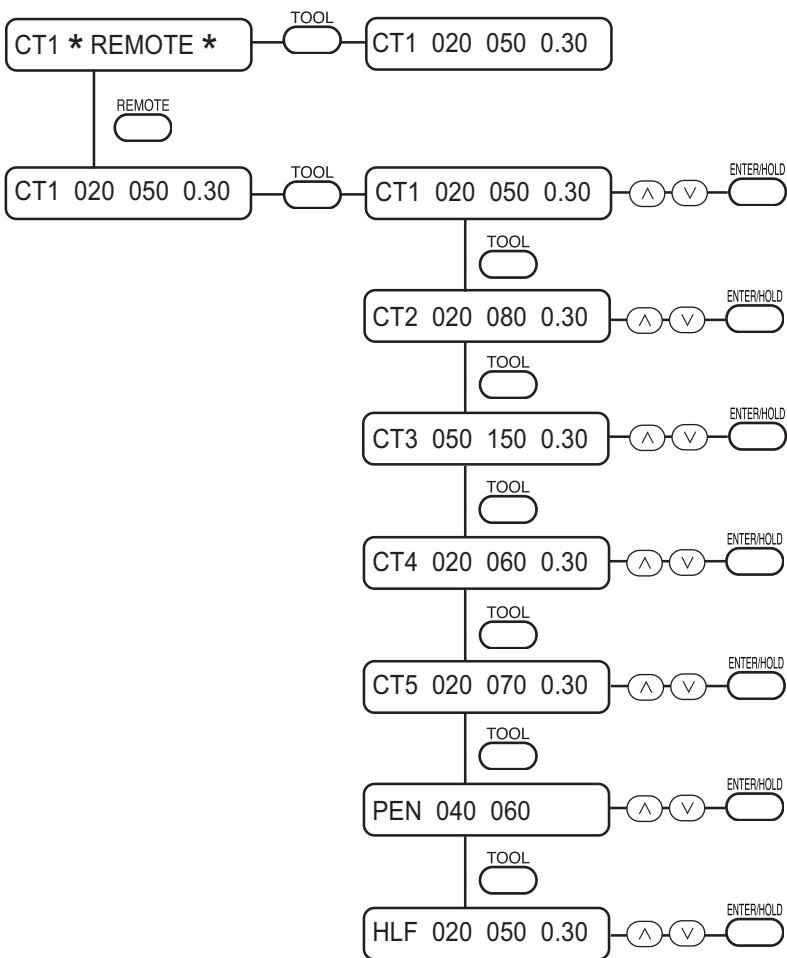 TOOL
CT1 * REMOTE *
CT1 020 050 0.30
REMOTE
TOOL
ENTER/HOLD
CT1 020 050 0.30
CT1 020 050 0.30
TOOL
ENTER/HOLD
CT2 020 080 0.30
TOOL
ENTER/HOLD
CT3 050 150 0.30
TOOL
ENTER/HOLD
CT4 020 060 0.30
TOOL
ENTER/HOLD
CT5 020 070 0.30
TOOL
ENTER/HOLD
PEN 040 060
TOOL
ENTER/HOLD
HLF 020 050 0.30